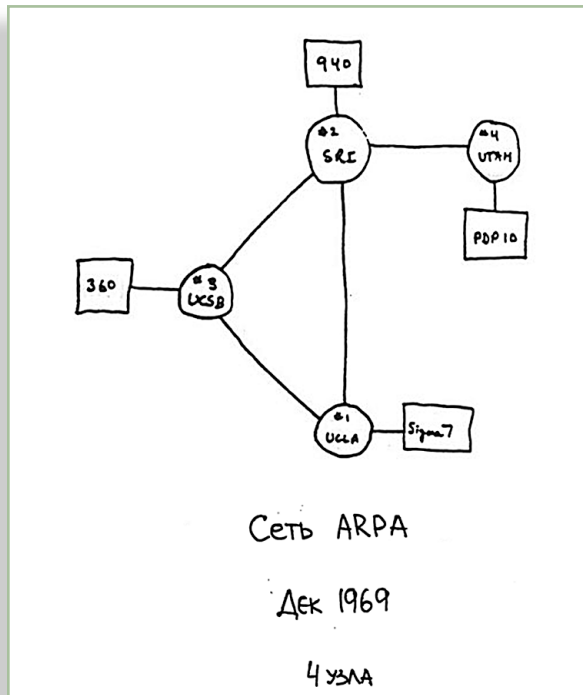 940
#2
SRI
#4
UTAH
PDP 10
360
#3
UCSB
#1
UCLA
Sigma 7
Сеть ARPA
Дек 1969
4 узла